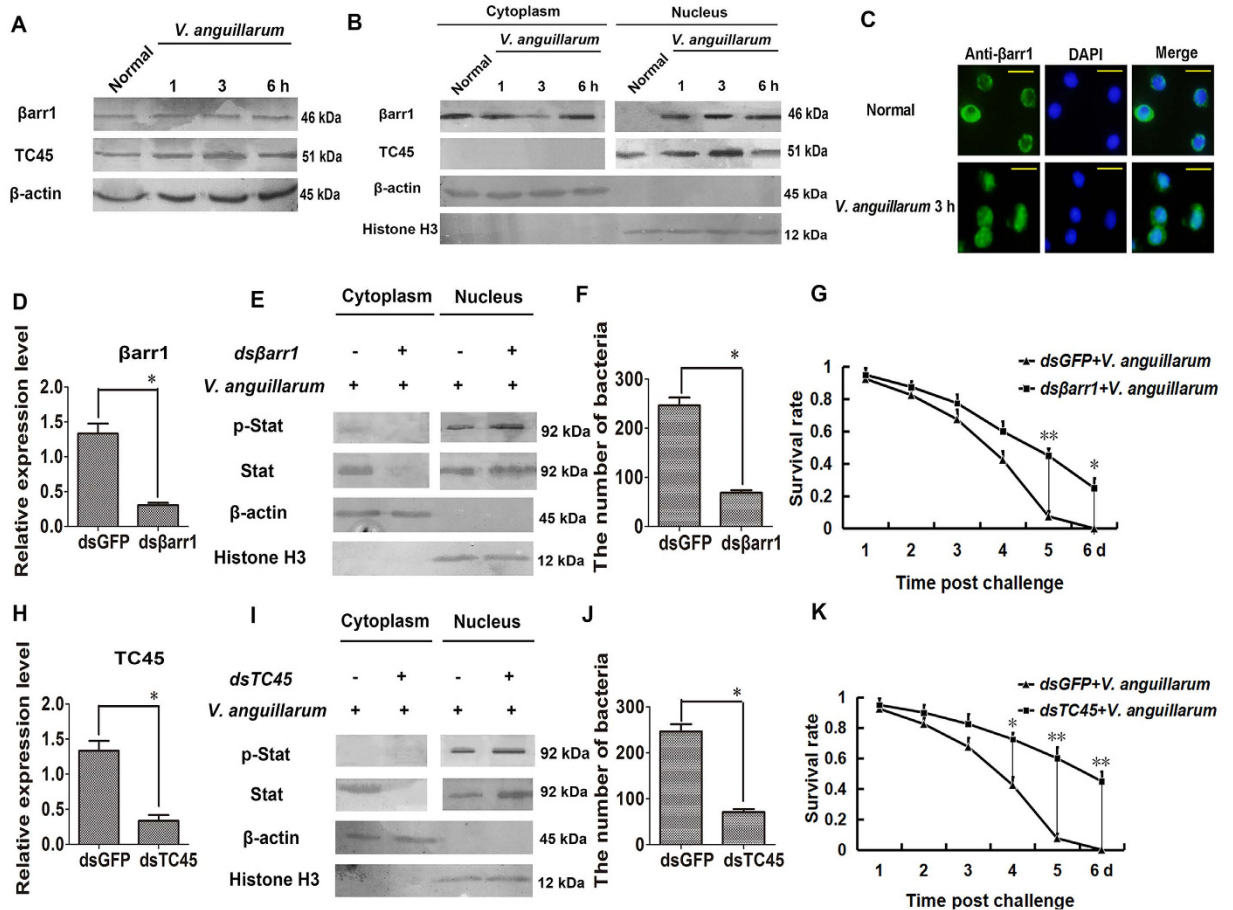 A
V. anguillarum
Normal 1 3 6 h
βarr1 46 kDa
TC45 51 kDa
β-actin 45 kDa
B
Cytoplasm Nucleus
V. anguillarum V. anguillarum
Normal 1 3 6 h Normal 1 3 6 h
βarr1 46 kDa
TC45 51 kDa
β-actin 45 kDa
Histone H3 12 kDa
C
Anti-βarr1 DAPI Merge
Normal
V. anguillarum 3 h
D
βarr1
*
Relative expression level
2.0
1.5
1.0
0.5
0.0
dsGFP dsβarr1
E
Cytoplasm Nucleus
dsβarr1 - + - +
V. anguillarum + + + +
p-Stat 92 kDa
Stat 92 kDa
β-actin 45 kDa
Histone H3 12 kDa
F
*
The number of bacteria
300
200
100
0
dsGFP dsβarr1
G
dsGFP+V. anguillarum
dsβarr1+V. anguillarum
Survival rate
1
0.8
0.6
0.4
0.2
0
** *
1 2 3 4 5 6 d
Time post challenge
H
TC45
*
Relative expression level
2.0
1.5
1.0
0.5
0.0
dsGFP dsTC45
I
Cytoplasm Nucleus
dsTC45 - + - +
V. anguillarum + + + +
p-Stat 92 kDa
Stat 92 kDa
β-actin 45 kDa
Histone H3 12 kDa
J
*
The number of bacteria
300
200
100
0
dsGFP dsTC45
K
dsGFP+V. anguillarum
dsTC45+V. anguillarum
Survival rate
1
0.8
0.6
0.4
0.2
0
* ** **
1 2 3 4 5 6 d
Time post challenge